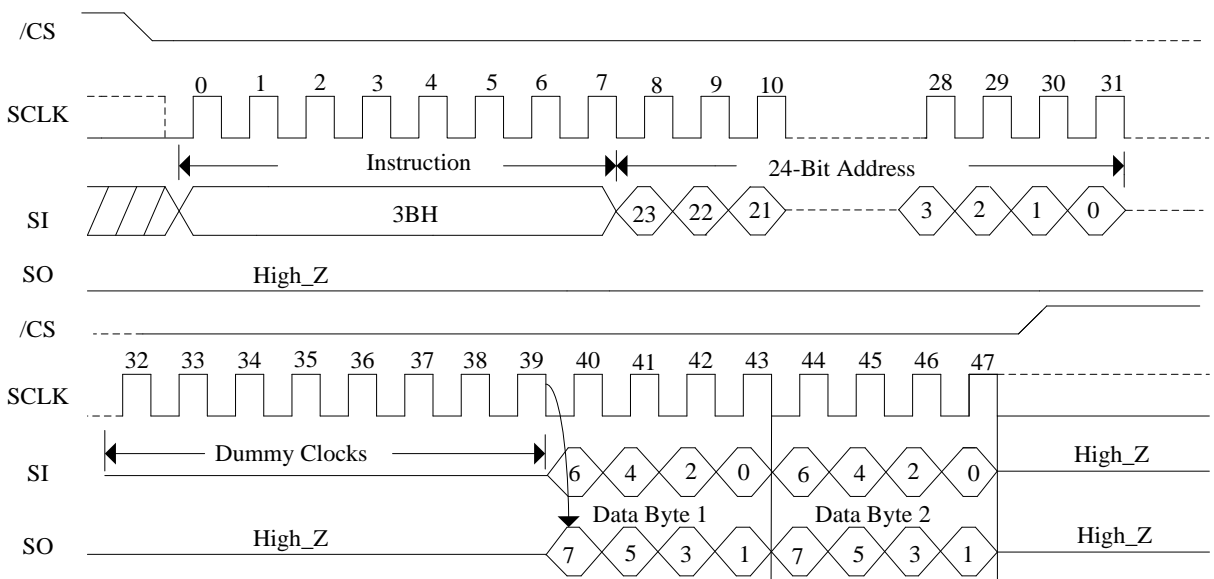 /CS
0 1 2 3 4 5 6 7 8 9 10 28 29 30 31
SCLK
Instruction 24-Bit Address
SI 3BH 23 22 21 3 2 1 0
SO High_Z
/CS
32 33 34 35 36 37 38 39 40 41 42 43 44 45 46 47
SCLK
Dummy Clocks
SI 6 4 2 0 6 4 2 0 High_Z
Data Byte 1 Data Byte 2
SO High_Z 7 5 3 1 7 5 3 1 High_Z